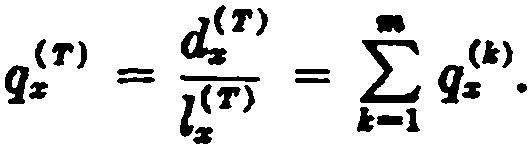 q_x^{(T)} = \frac{d_x^{(T)}}{l_x^{(T)}} = \sum_{k=1}^{m} q_x^{(k)}.